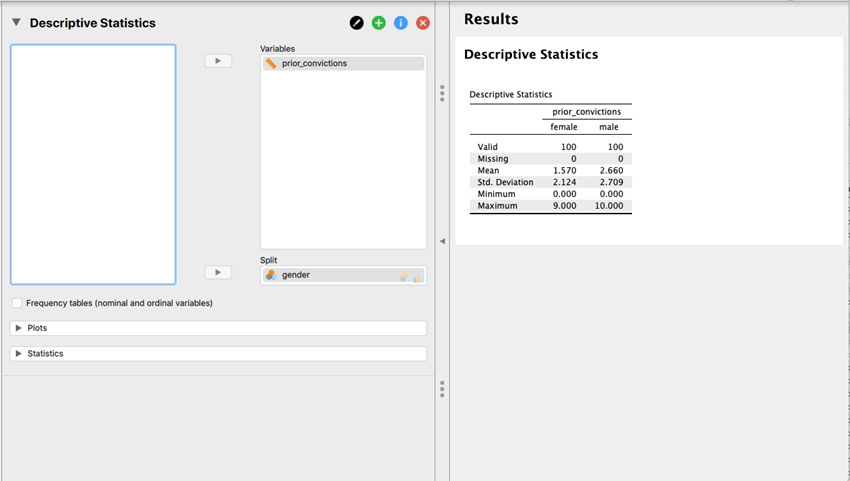 Descriptive Statistics
Variables
prior_convictions
Split
gender
Frequency tables (nominal and ordinal variables)
Plots
Statistics
Results
Descriptive Statistics
Descriptive Statistics
prior_convictions
female male
Valid 100 100
Missing 0 0
Mean 1.570 2.660
Std. Deviation 2.124 2.709
Minimum 0.000 0.000
Maximum 9.000 10.000